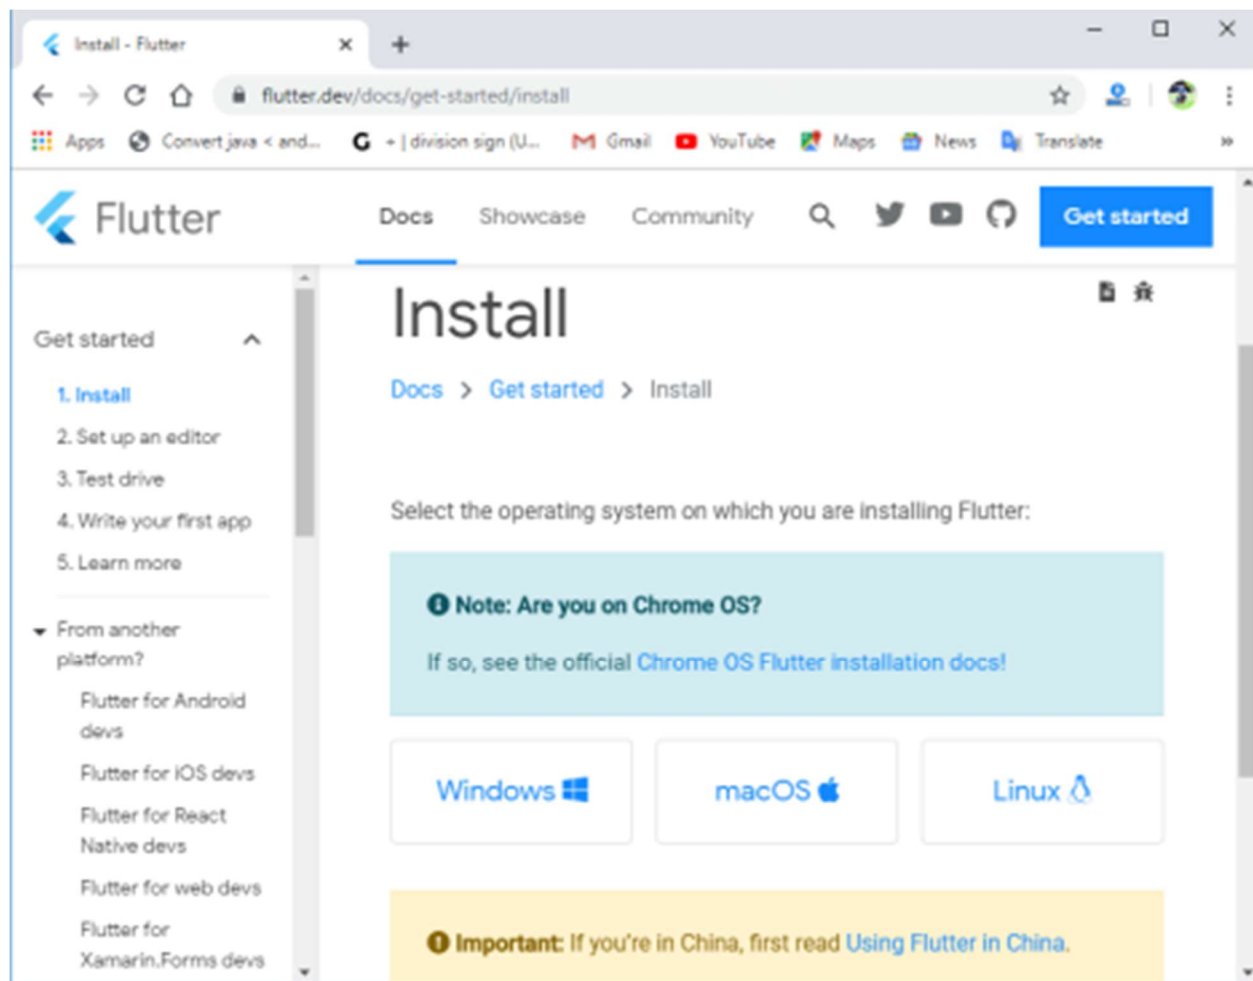 Install - Flutter
flutter.dev/docs/get-started/install
Apps Convert java < and... + | division sign (U... Gmail YouTube Maps News Translate »
Flutter Docs Showcase Community Get started
Get started
1. Install
2. Set up an editor
3. Test drive
4. Write your first app
5. Learn more
From another
platform?
Flutter for Android
devs
Flutter for iOS devs
Flutter for React
Native devs
Flutter for web devs
Flutter for
Xamarin.Forms devs
Install
Docs > Get started > Install
Select the operating system on which you are installing Flutter:
Note: Are you on Chrome OS?
If so, see the official Chrome OS Flutter installation docs!
Windows macOS Linux
Important: If you're in China, first read Using Flutter in China.